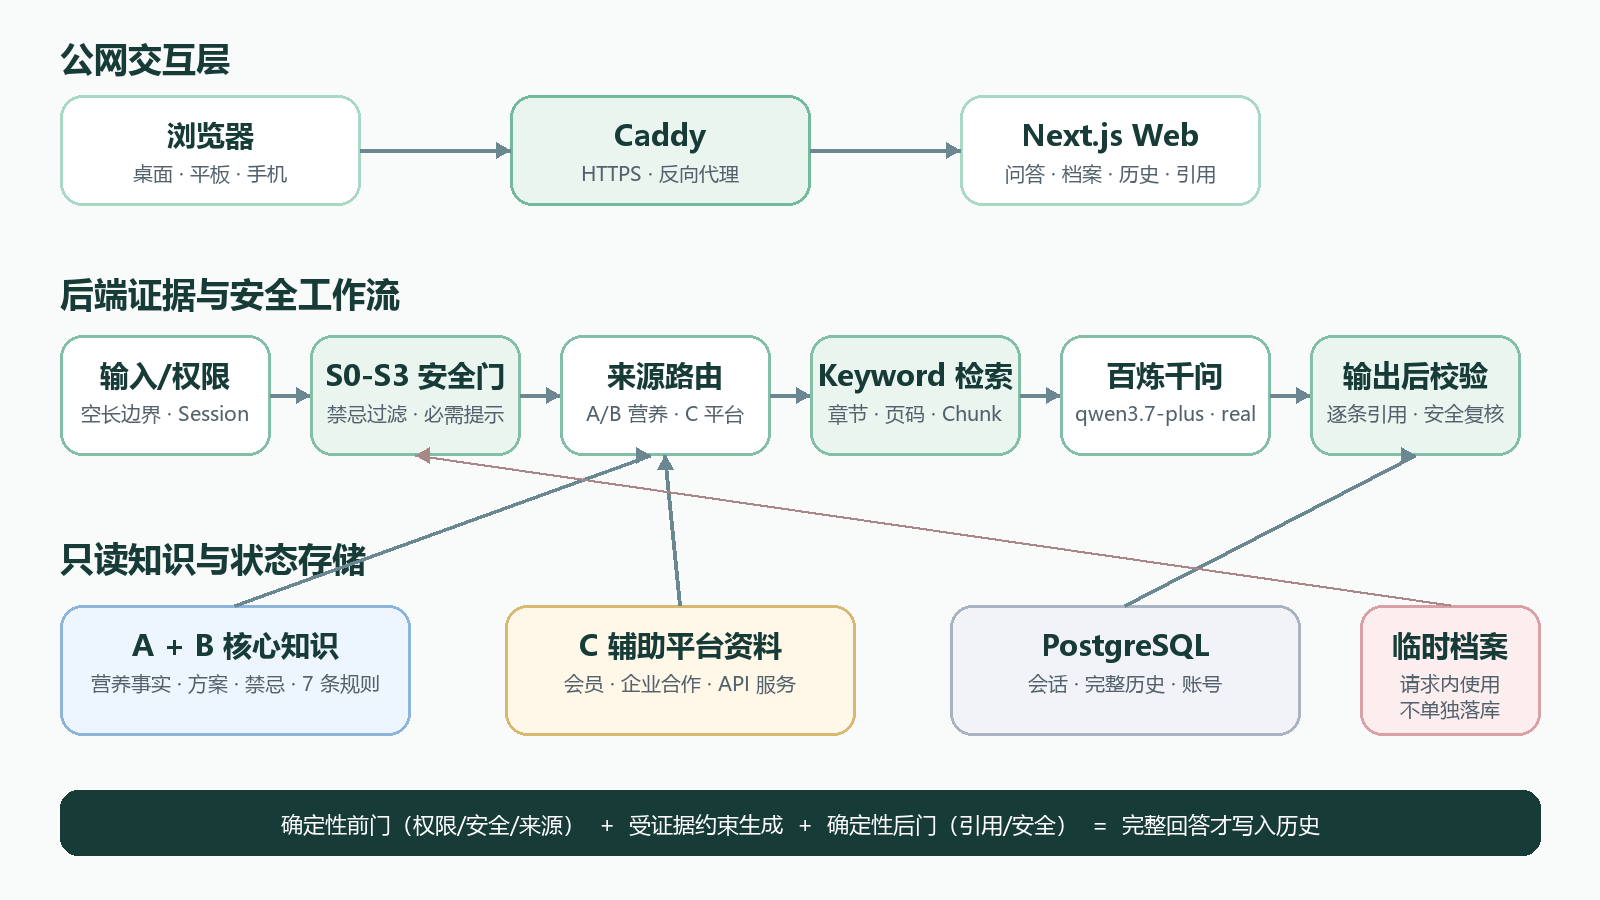 公网交互层
浏览器
桌面 · 平板 · 手机
Caddy
HTTPS · 反向代理
Next.js Web
问答 · 档案 · 历史 · 引用
后端证据与安全工作流
输入/权限
空长边界 · Session
S0-S3 安全门
禁忌过滤 · 必需提示
来源路由
A/B 营养 · C 平台
Keyword 检索
章节 · 页码 · Chunk
百炼千问
qwen3.7-plus · real
输出后校验
逐条引用 · 安全复核
只读知识与状态存储
A + B 核心知识
营养事实 · 方案 · 禁忌 · 7 条规则
C 辅助平台资料
会员 · 企业合作 · API 服务
PostgreSQL
会话 · 完整历史 · 账号
临时档案
请求内使用
不单独落库
确定性前门（权限/安全/来源） + 受证据约束生成 + 确定性后门（引用/安全） = 完整回答才写入历史